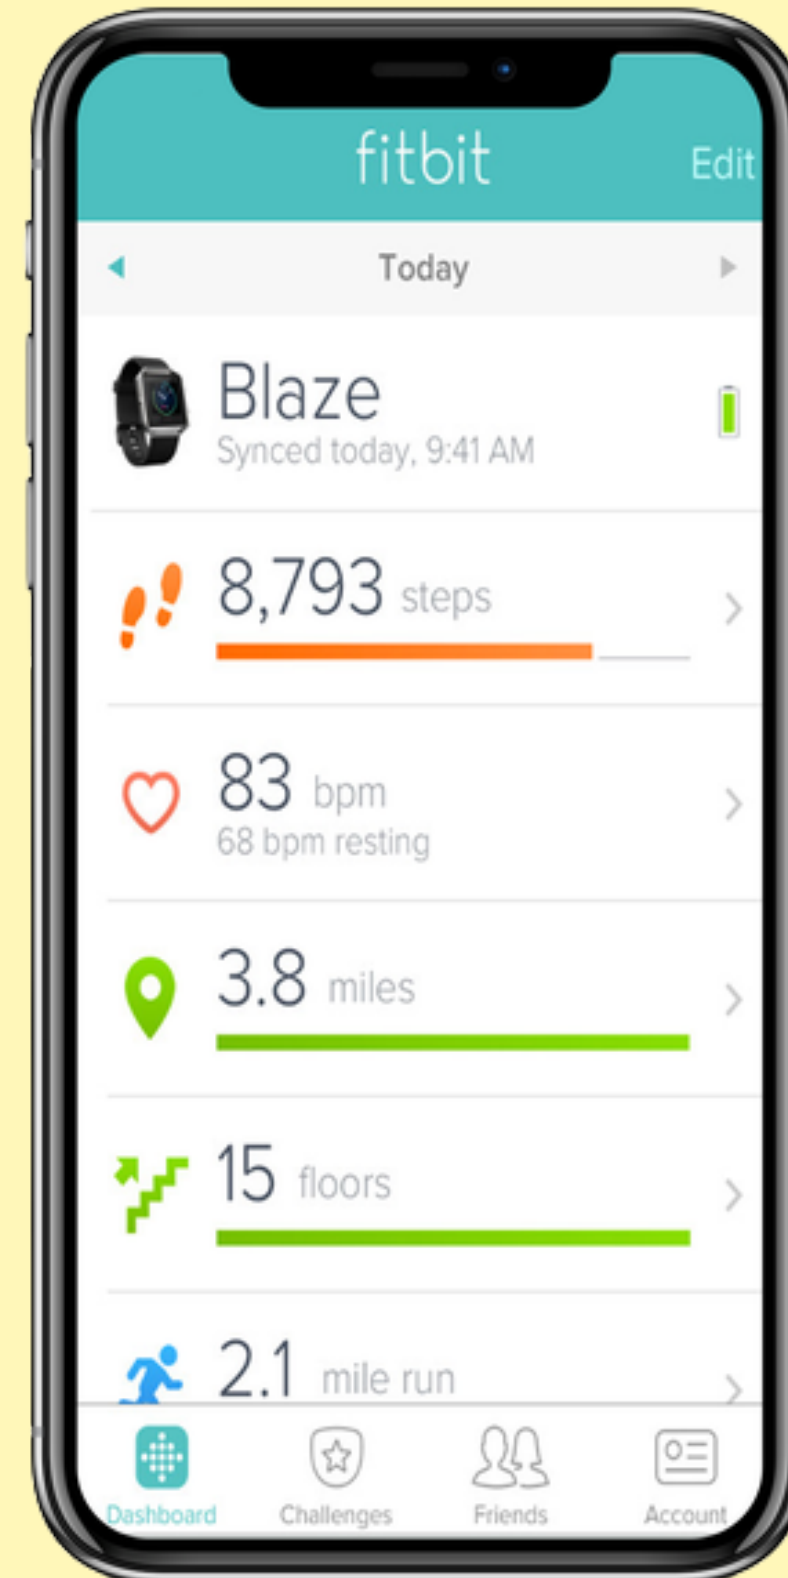 fitbit
Edit
Today
Blaze
Synced today, 9:41 AM
8,793 steps
83 bpm
68 bpm resting
3.8 miles
15 floors
2.1 mile run
Dashboard Challenges Friends Account